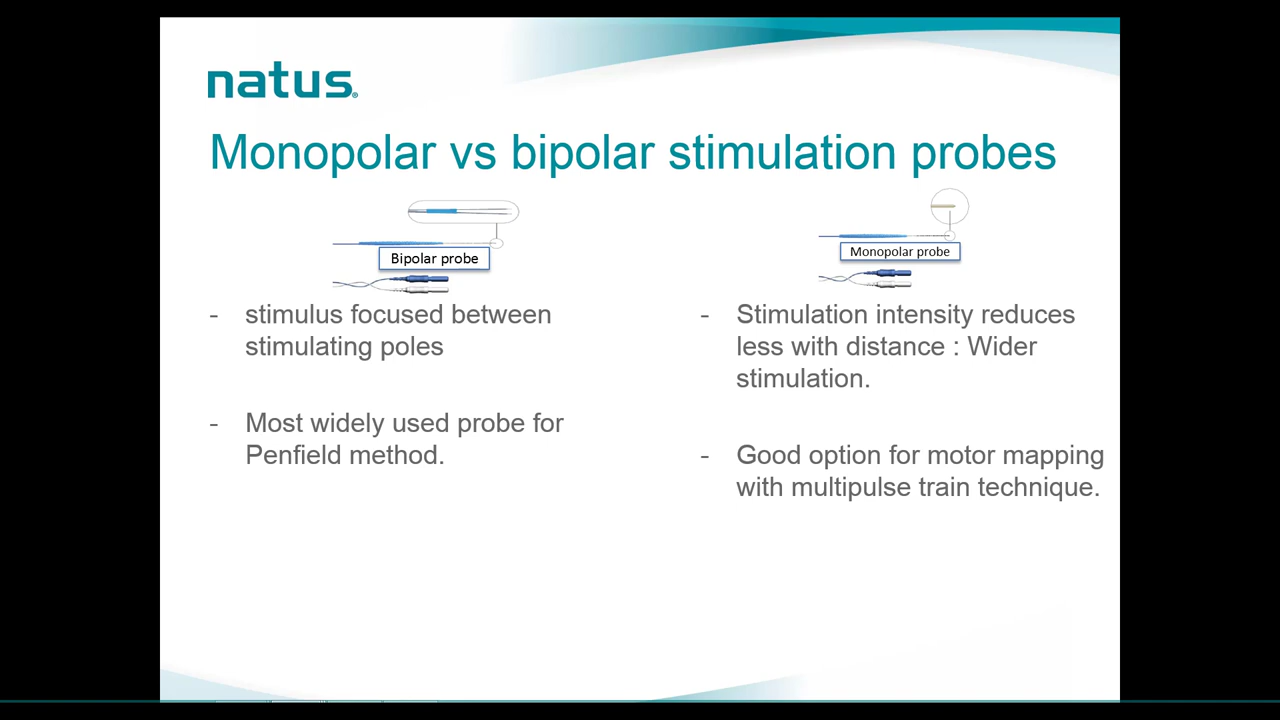 natus®
Monopolar vs bipolar stimulation probes
Bipolar probe
- stimulus focused between
stimulating poles
- Most widely used probe for
Penfield method.
Monopolar probe
- Stimulation intensity reduces
less with distance : Wider
stimulation.
- Good option for motor mapping
with multipulse train technique.